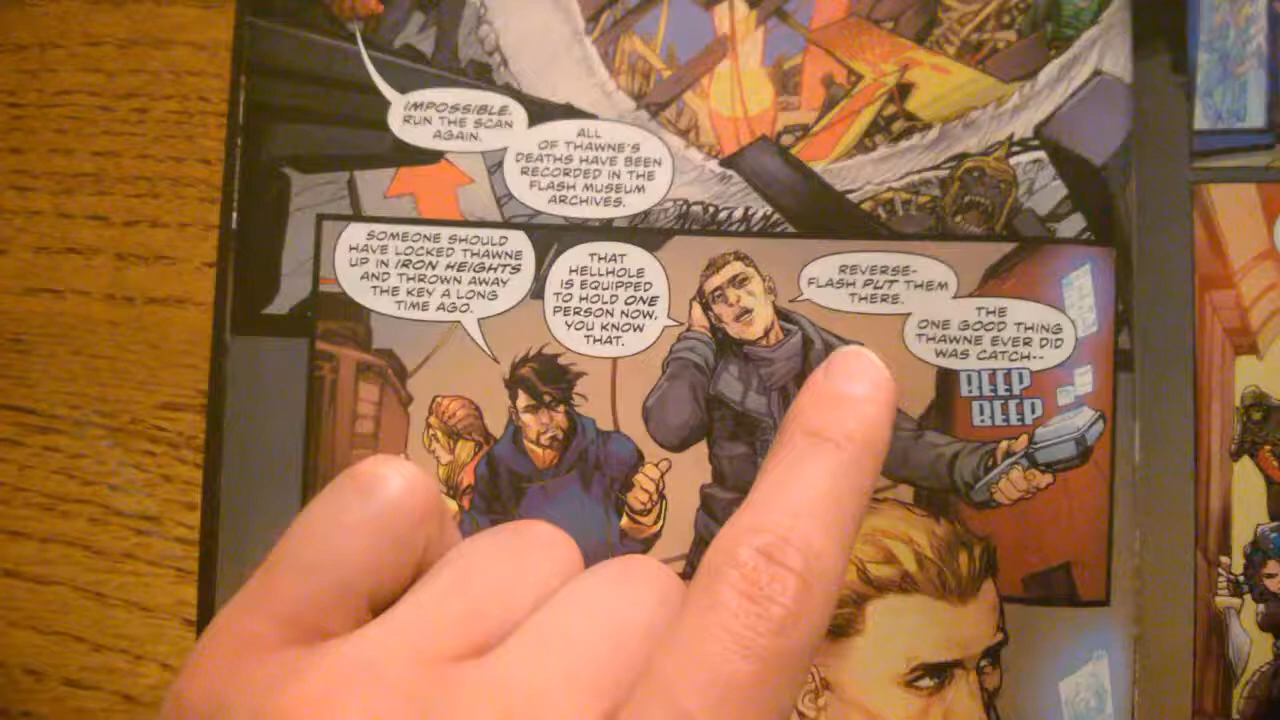 IMPOSSIBLE.
RUN THE SCAN
AGAIN.
ALL
OF THAWNE'S
DEATHS HAVE BEEN
RECORDED IN THE
FLASH MUSEUM
ARCHIVES.
SOMEONE SHOULD
HAVE LOCKED THAWNE
UP IN IRON HEIGHTS
AND THROWN AWAY
THE KEY A LONG
TIME AGO.
THAT
HELLHOLE
IS EQUIPPED
TO HOLD ONE
PERSON NOW,
YOU KNOW
THAT.
REVERSE-
FLASH PUT THEM
THERE.
THE
ONE GOOD THING
THAWNE EVER DID
WAS CATCH--
BEEP
BEEP